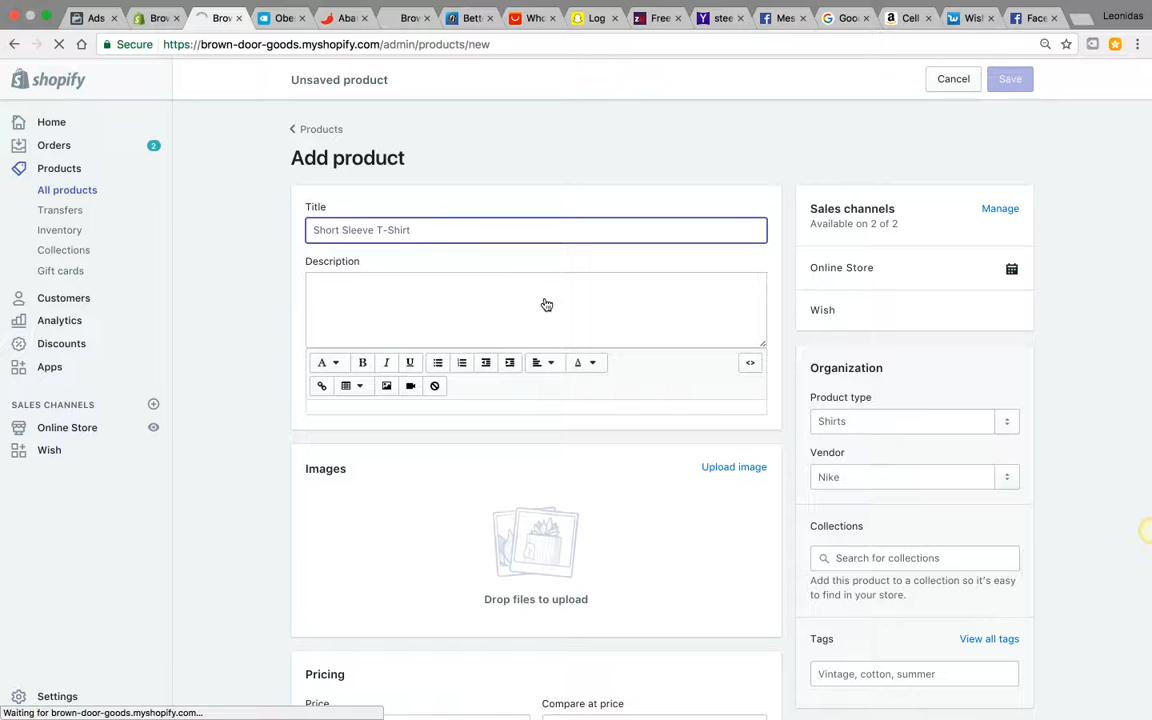 Ads
Brow
Brow
Obe
Aba
Brow
Bett
Who
Log
Free
stee
Mes
Goo
Cell
Wish
Face
Leonidas
Secure
https://brown-door-goods.myshopify.com/admin/products/new
shopify
Unsaved product
Cancel
Save
Home
Orders
2
Products
All products
Transfers
Inventory
Collections
Gift cards
Customers
Analytics
Discounts
Apps
SALES CHANNELS
Online Store
Wish
Settings
Waiting for brown-door-goods.myshopify.com...
Products
Add product
Title
Short Sleeve T-Shirt
Description
A
B
I
U
A
<>
Images
Upload image
Drop files to upload
Pricing
Price
Compare at price
Sales channels
Manage
Available on 2 of 2
Online Store
Wish
Organization
Product type
Shirts
Vendor
Nike
Collections
Search for collections
Add this product to a collection so it's easy
to find in your store.
Tags
View all tags
Vintage, cotton, summer